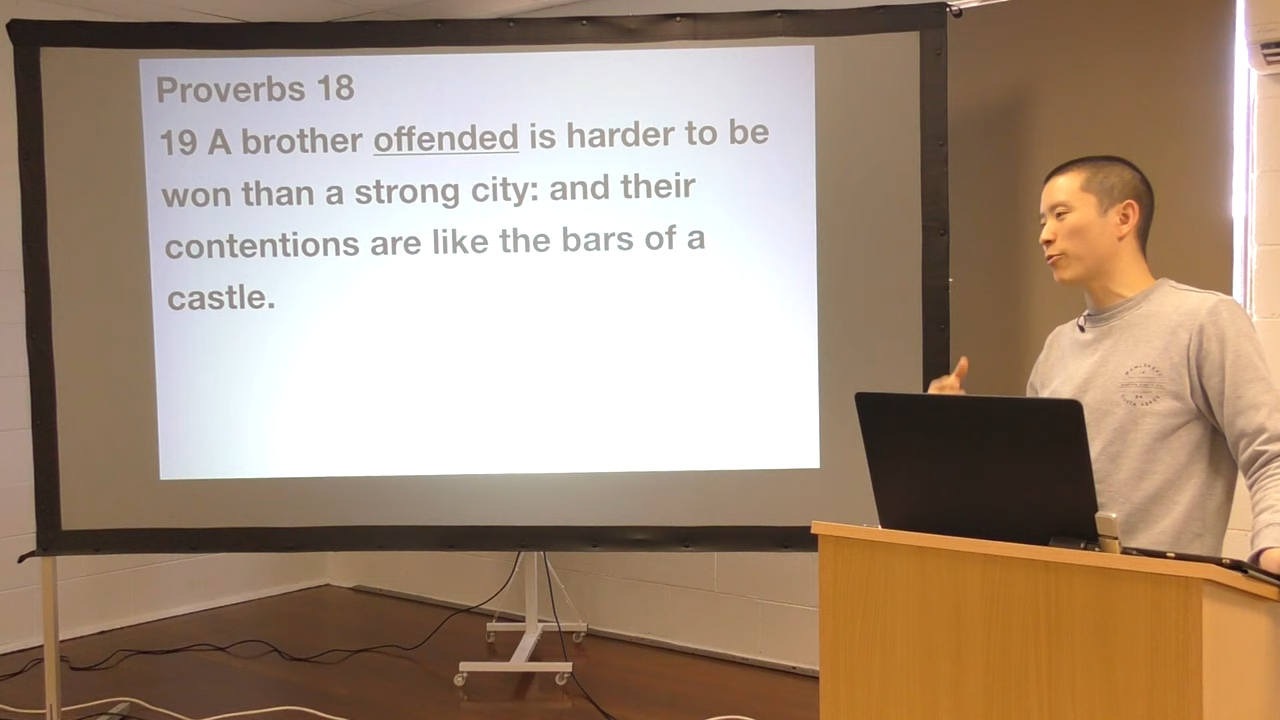 Proverbs 18
19 A brother offended is harder to be
won than a strong city: and their
contentions are like the bars of a
castle.